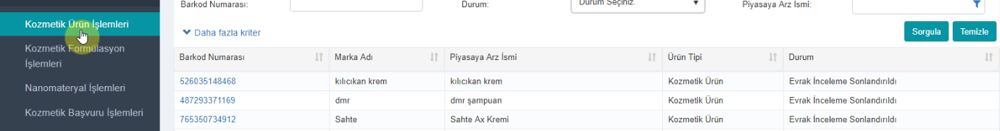 Barkod Numarası:
Durum:
Durum Seçiniz.
Piyasaya Arz İsmi:
Kozmetik Ürün İşlemleri
Kozmetik Formülasyon
İşlemleri
Nanomateryal İşlemleri
Kozmetik Başvuru İşlemleri
Daha fazla kriter
Sorgula
Temizle
Barkod Numarası Marka Adı Piyasaya Arz İsmi Ürün Tipi Durum
526035148468 kılıcıkan krem kılıcıkan krem Kozmetik Ürün Evrak İnceleme Sonlandırıldı
487293371169 dmr dmr şampuan Kozmetik Ürün Evrak İnceleme Sonlandırıldı
765350734912 Sahte Sahte Ax Kremi Kozmetik Ürün Evrak İnceleme Sonlandırıldı